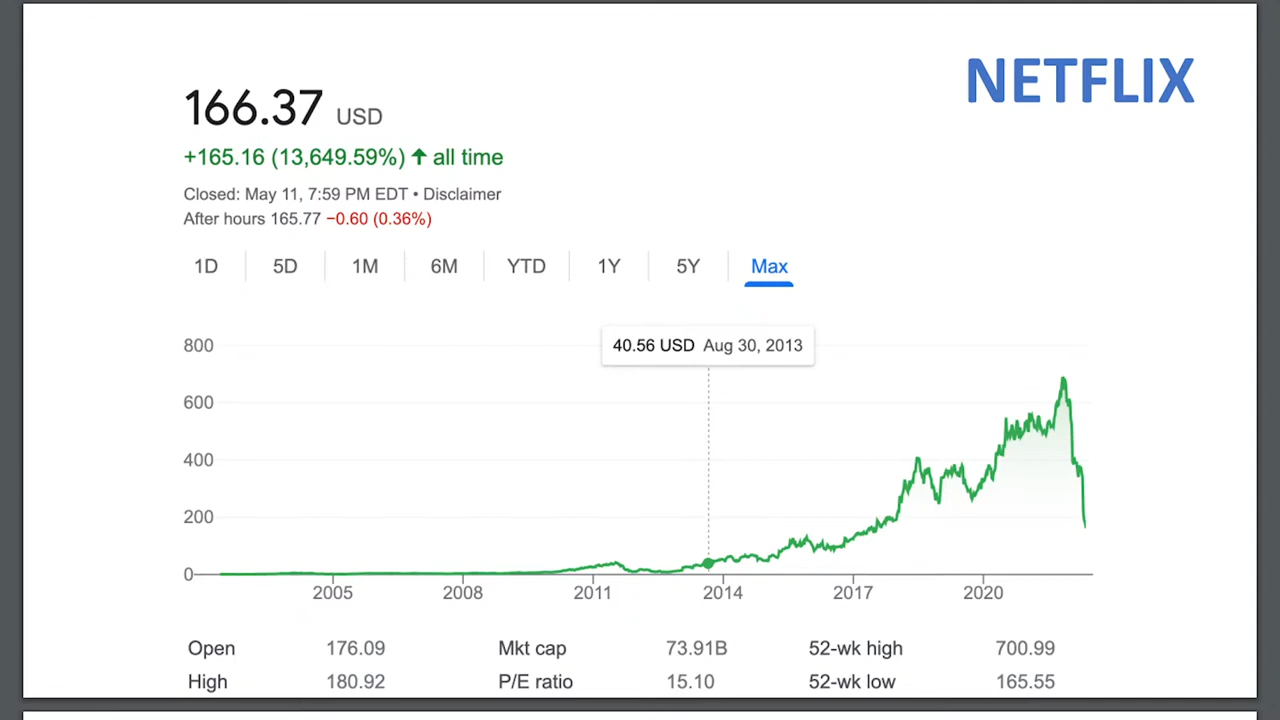 NETFLIX
166.37 USD
+165.16 (13,649.59%) ↑ all time
Closed: May 11, 7:59 PM EDT • Disclaimer
After hours 165.77 −0.60 (0.36%)
1D 5D 1M 6M YTD 1Y 5Y Max
40.56 USD Aug 30, 2013
800
600
400
200
0
2005 2008 2011 2014 2017 2020
Open 176.09 Mkt cap 73.91B 52-wk high 700.99
High 180.92 P/E ratio 15.10 52-wk low 165.55